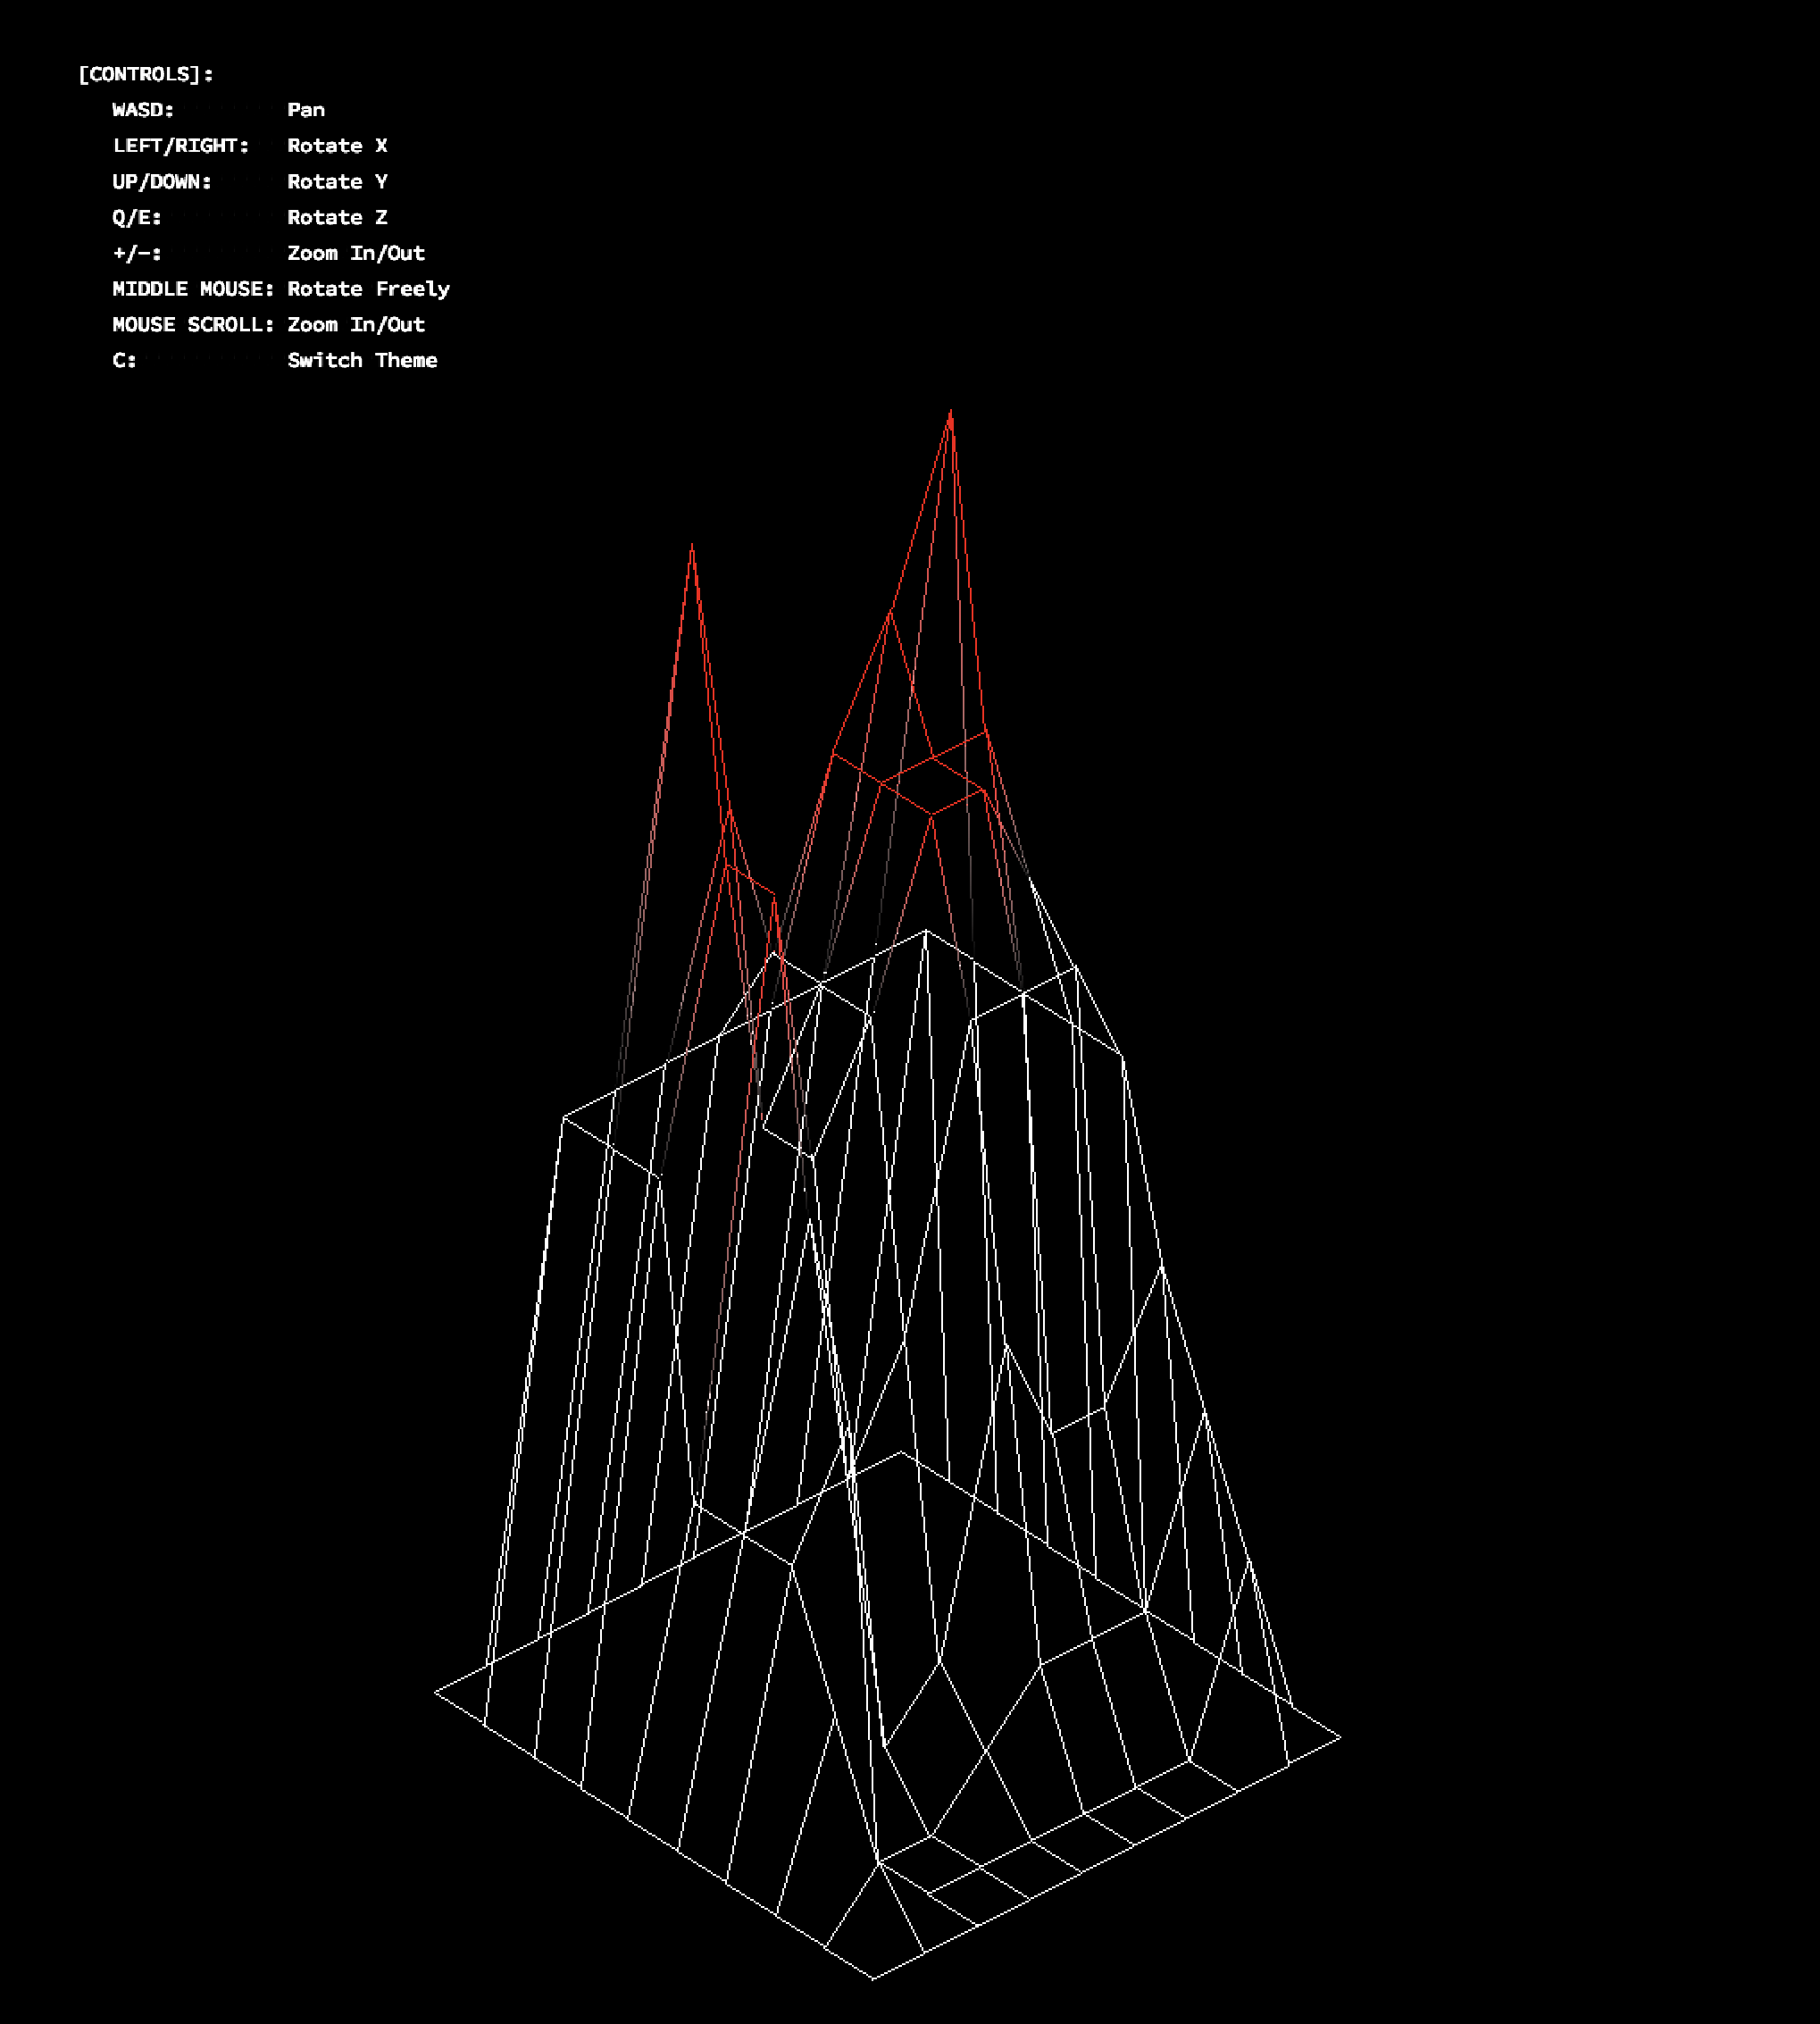 [CONTROLS]:
WASD: Pan
LEFT/RIGHT: Rotate X
UP/DOWN: Rotate Y
Q/E: Rotate Z
+/-: Zoom In/Out
MIDDLE MOUSE: Rotate Freely
MOUSE SCROLL: Zoom In/Out
C: Switch Theme